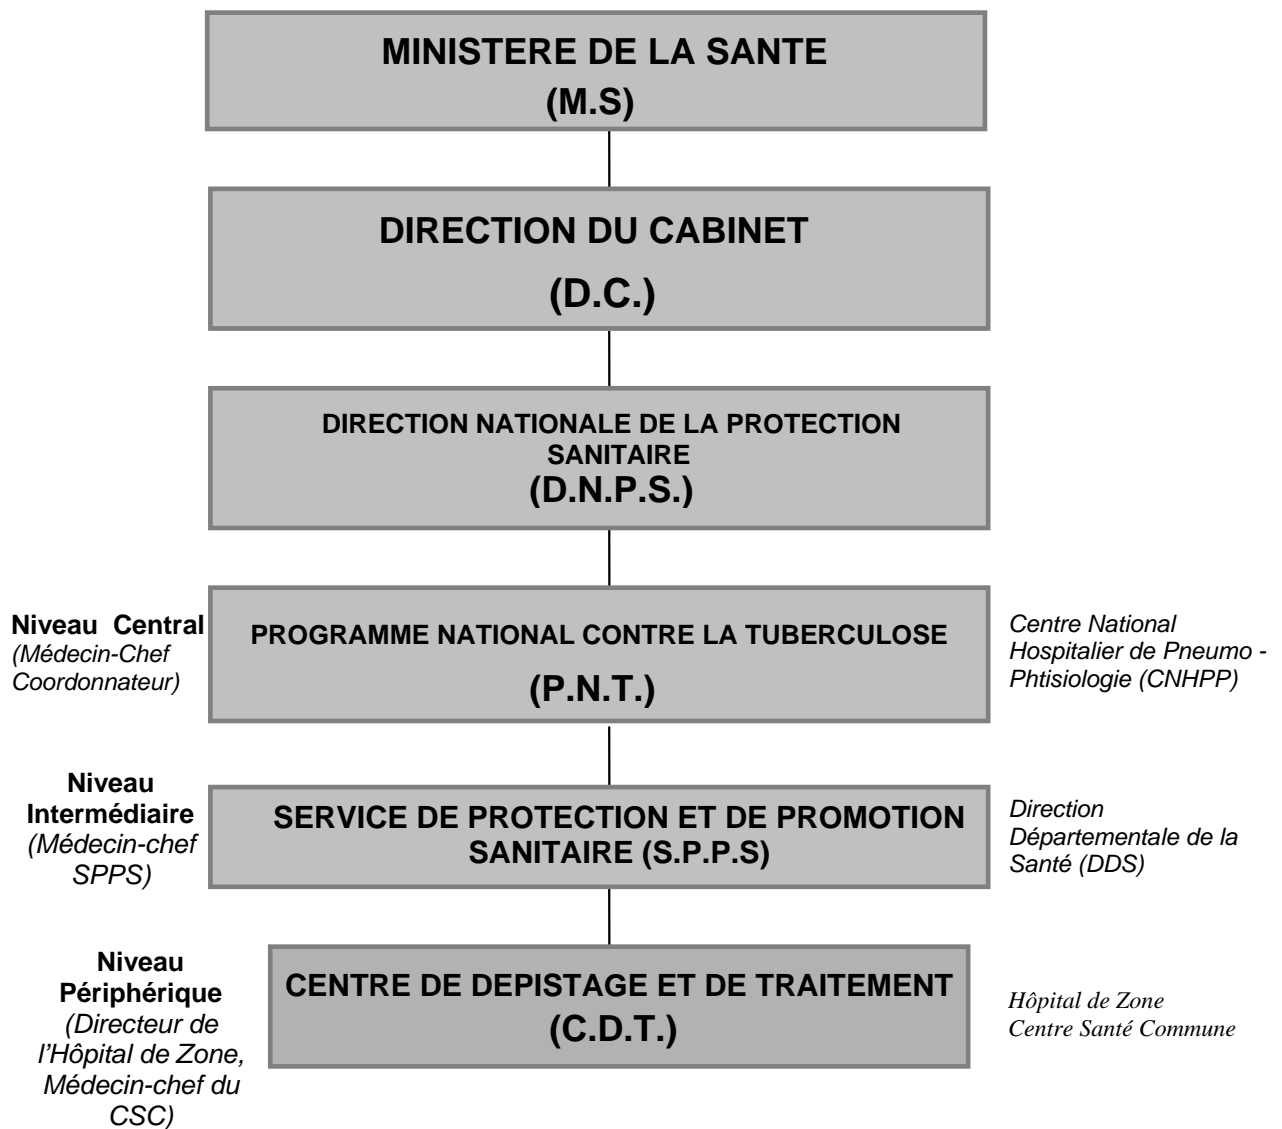 MINISTERE DE LA SANTE
(M.S)
DIRECTION DU CABINET
(D.C.)
DIRECTION NATIONALE DE LA PROTECTION
SANITAIRE
(D.N.P.S.)
Niveau Central
(Médecin-Chef
Coordonnateur)
PROGRAMME NATIONAL CONTRE LA TUBERCULOSE
(P.N.T.)
Centre National
Hospitalier de Pneumo -
Phtisiologie (CNHPP)
Niveau
Intermédiaire
(Médecin-chef
SPPS)
SERVICE DE PROTECTION ET DE PROMOTION
SANITAIRE (S.P.P.S)
Direction
Départementale de la
Santé (DDS)
Niveau
Périphérique
(Directeur de
l’Hôpital de Zone,
Médecin-chef du
CSC)
CENTRE DE DEPISTAGE ET DE TRAITEMENT
(C.D.T.)
Hôpital de Zone
Centre Santé Commune